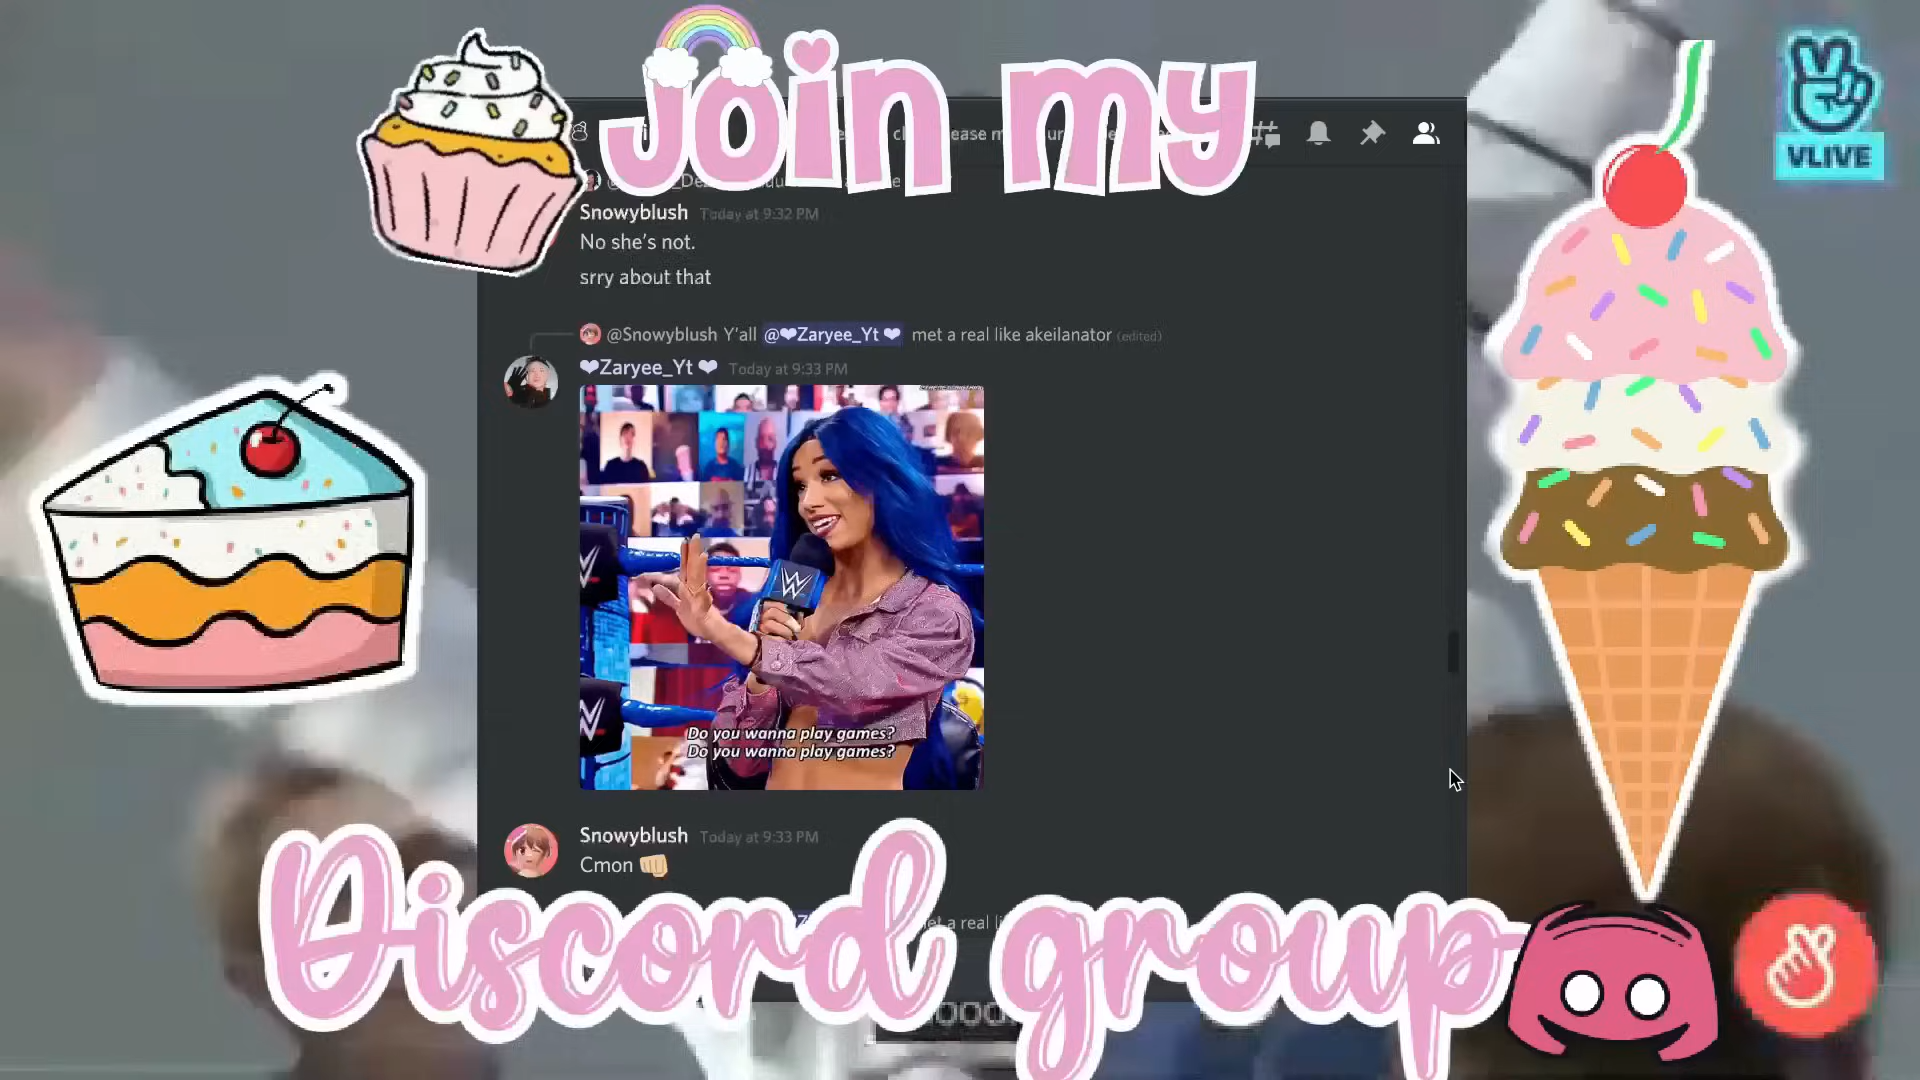 Join my
VLIVE
Snowyblush Today at 9:32 PM
No she's not.
srry about that
@Snowyblush Y'all @❤Zaryee_Yt ❤ met a real like akeilanator (edited)
❤Zaryee_Yt ❤ Today at 9:33 PM
Do you wanna play games?
Do you wanna play games?
Snowyblush Today at 9:33 PM
Cmon 👊🏼
Discord group